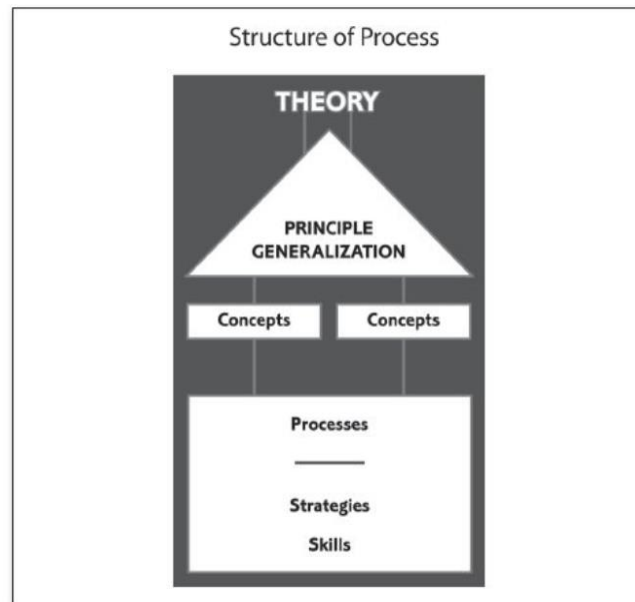 Structure of Process
THEORY
PRINCIPLE
GENERALIZATION
Concepts Concepts
Processes
Strategies
Skills